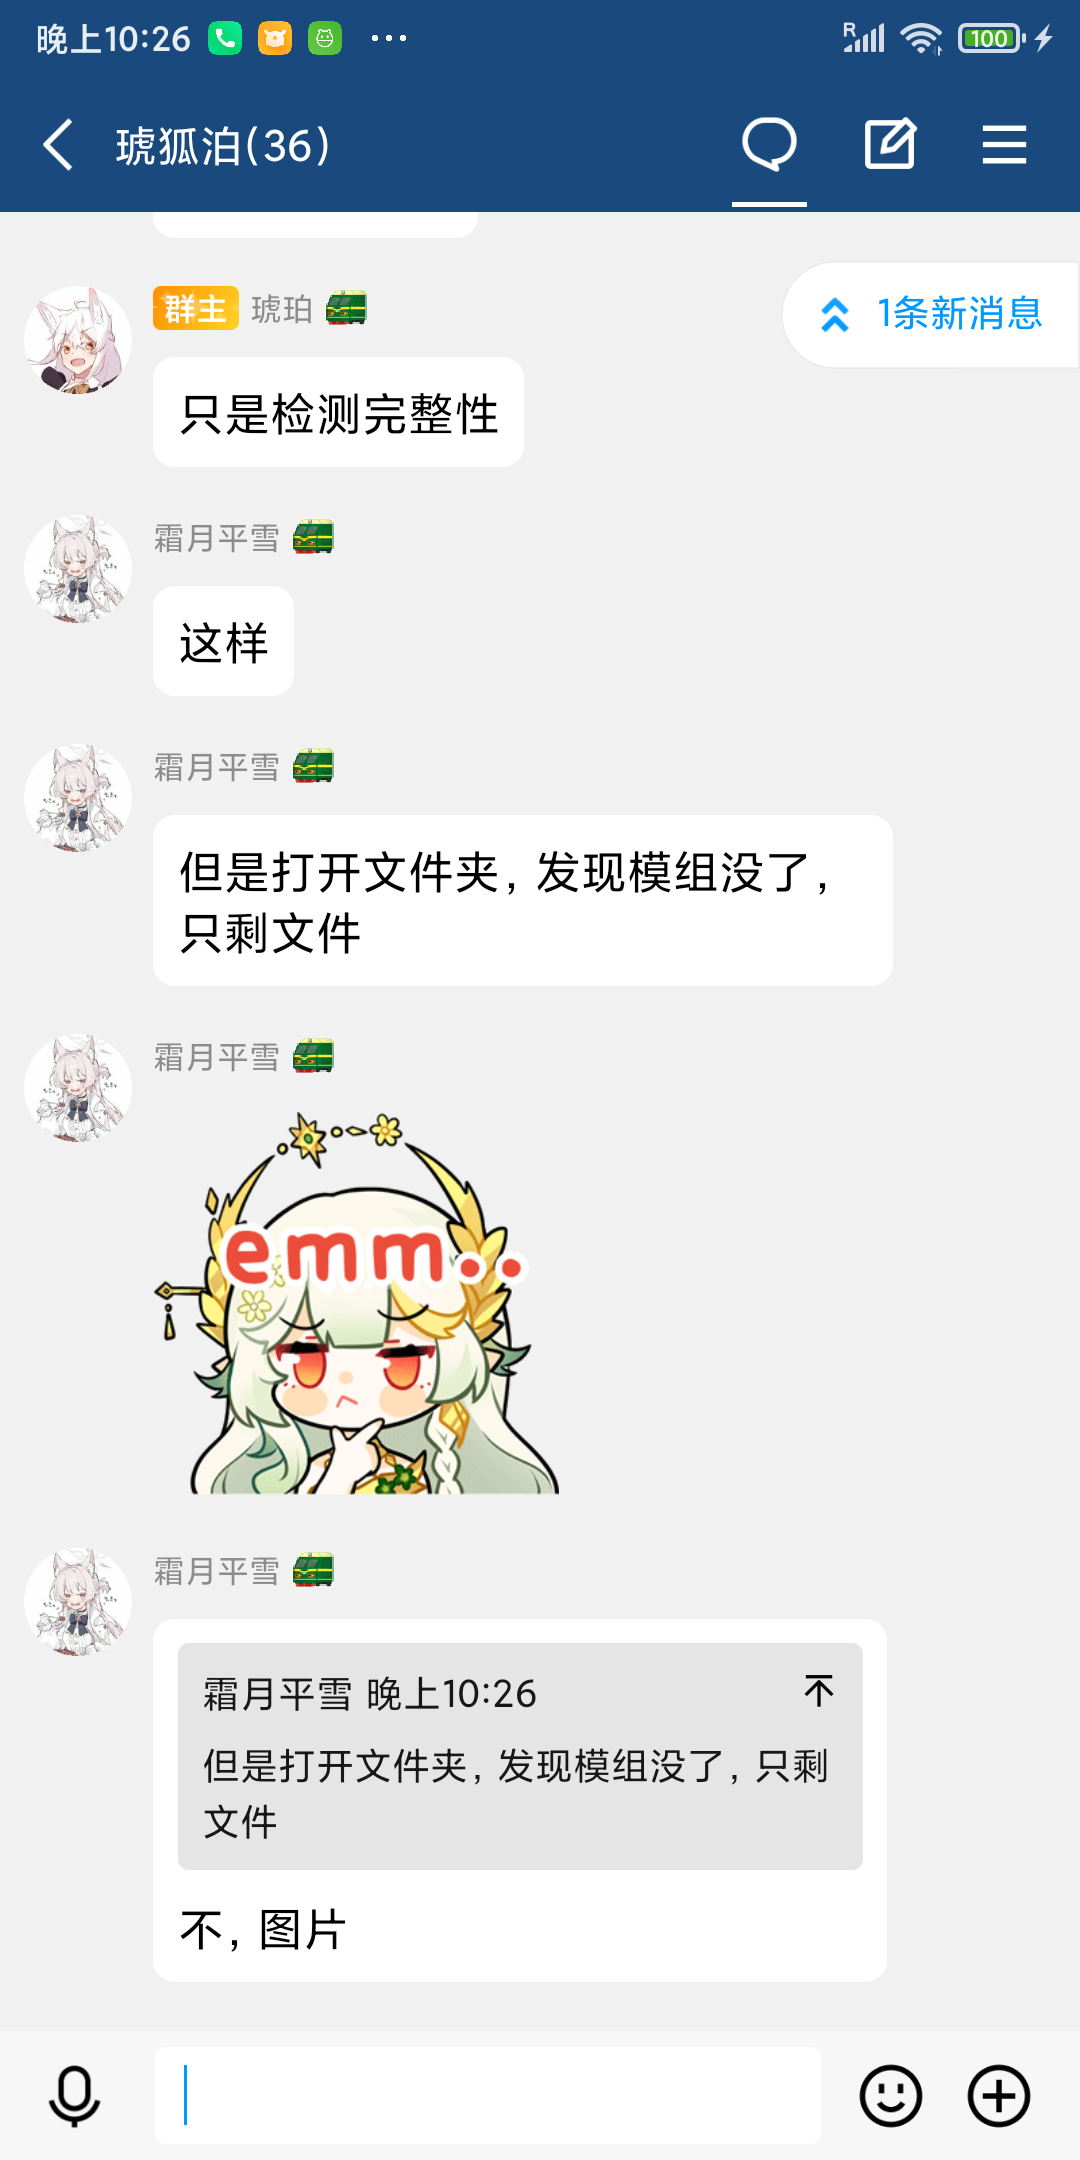 晚上10:26
R
100
琥狐泊(36)
1条新消息
群主 琥珀
只是检测完整性
霜月平雪
这样
霜月平雪
但是打开文件夹，发现模组没了，
只剩文件
霜月平雪
emm..
霜月平雪
霜月平雪 晚上10:26
但是打开文件夹，发现模组没了，只剩
文件
不，图片